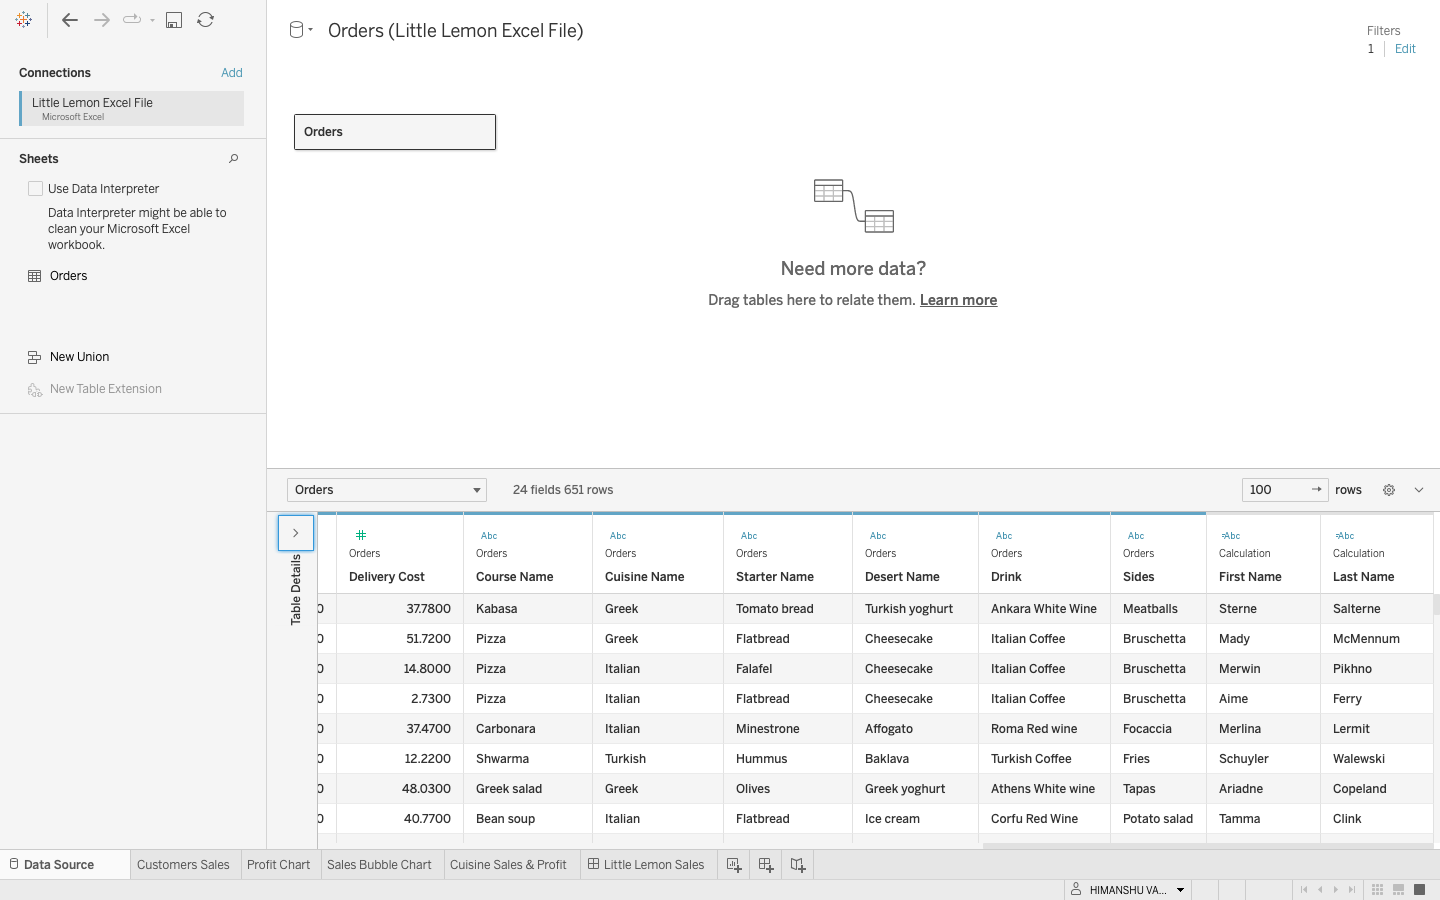 Orders (Little Lemon Excel File)
Filters
1 Edit
Connections Add
Little Lemon Excel File
Microsoft Excel
Sheets
Use Data Interpreter
Data Interpreter might be able to
clean your Microsoft Excel
workbook.
Orders
New Union
New Table Extension
Orders
Need more data?
Drag tables here to relate them. Learn more
Orders 24 fields 651 rows 100 rows
Table Details
# Abc Abc Abc Abc Abc Abc =Abc =Abc
Orders Orders Orders Orders Orders Orders Orders Calculation Calculation
Delivery Cost Course Name Cuisine Name Starter Name Desert Name Drink Sides First Name Last Name
0 37.7800 Kabasa Greek Tomato bread Turkish yoghurt Ankara White Wine Meatballs Sterne Salterne
0 51.7200 Pizza Greek Flatbread Cheesecake Italian Coffee Bruschetta Mady McMennum
0 14.8000 Pizza Italian Falafel Cheesecake Italian Coffee Bruschetta Merwin Pikhno
0 2.7300 Pizza Italian Flatbread Cheesecake Italian Coffee Bruschetta Aime Ferry
0 37.4700 Carbonara Italian Minestrone Affogato Roma Red wine Focaccia Merlina Lermit
0 12.2200 Shwarma Turkish Hummus Baklava Turkish Coffee Fries Schuyler Walewski
0 48.0300 Greek salad Greek Olives Greek yoghurt Athens White wine Tapas Ariadne Copeland
0 40.7700 Bean soup Italian Flatbread Ice cream Corfu Red Wine Potato salad Tamma Clink
Data Source Customers Sales Profit Chart Sales Bubble Chart Cuisine Sales & Profit Little Lemon Sales
HIMANSHU VA...